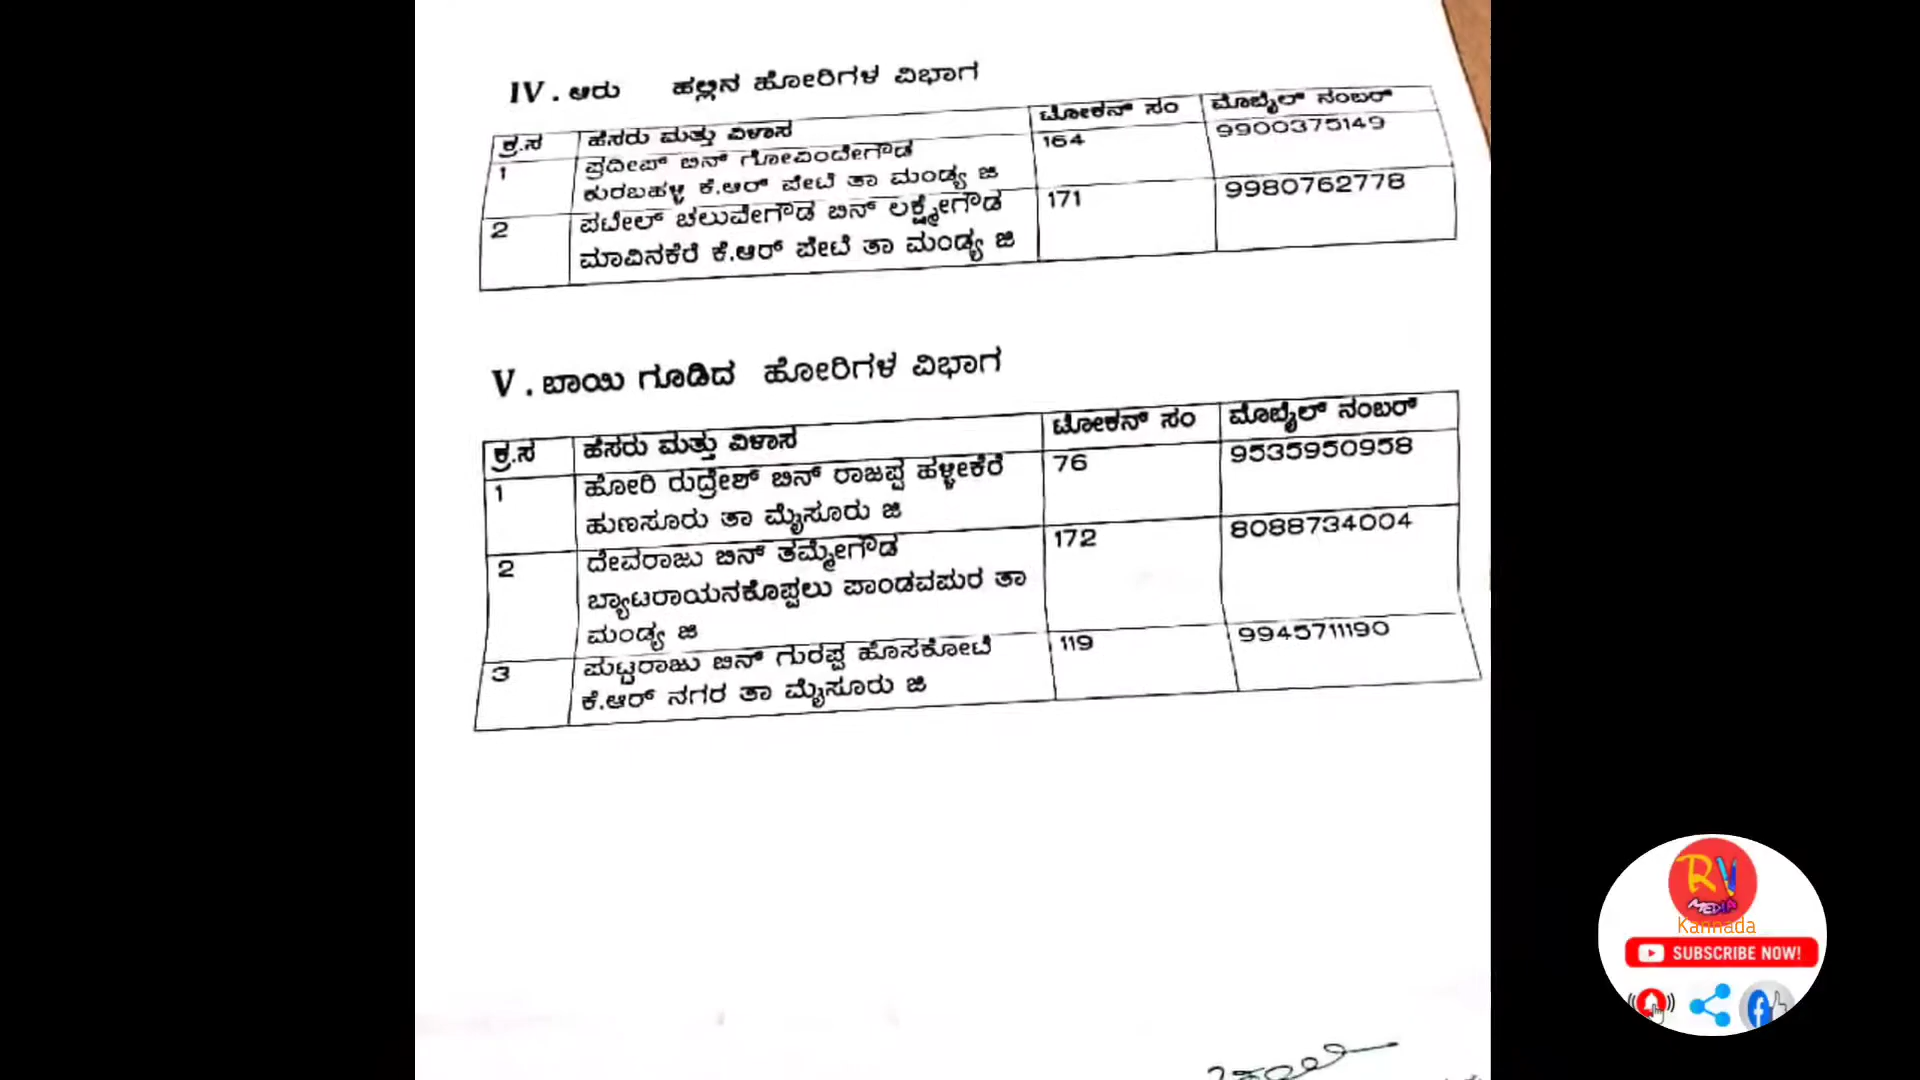 IV . ಆರು ಹಲ್ಲಿನ ಹೋರಿಗಳ ವಿಭಾಗ
ಕ್ರ.ಸ ಹೆಸರು ಮತ್ತು ವಿಳಾಸ ಟೋಕನ್ ಸಂ ಮೊಬೈಲ್ ನಂಬರ್
1 ಪ್ರದೀಪ್ ಬಿನ್ ಗೋವಿಂದೇಗೌಡ 164 9900375149
ಕುರಬಹಳ್ಳಿ ಕೆ.ಆರ್ ಪೇಟೆ ತಾ ಮಂಡ್ಯ ಜಿ
2 ಪಟೇಲ್ ಚಲುವೇಗೌಡ ಬಿನ್ ಲಕ್ಷ್ಮೇಗೌಡ 171 9980762778
ಮಾವಿನಕೆರೆ ಕೆ.ಆರ್ ಪೇಟೆ ತಾ ಮಂಡ್ಯ ಜಿ
V . ಬಾಯಿ ಗೂಡಿದ ಹೋರಿಗಳ ವಿಭಾಗ
ಕ್ರ.ಸ ಹೆಸರು ಮತ್ತು ವಿಳಾಸ ಟೋಕನ್ ಸಂ ಮೊಬೈಲ್ ನಂಬರ್
1 ಹೋರಿ ರುದ್ರೇಶ್ ಬಿನ್ ರಾಜಪ್ಪ ಹಳ್ಳೀಕೆರೆ 76 9535950958
ಹುಣಸೂರು ತಾ ಮೈಸೂರು ಜಿ
2 ದೇವರಾಜು ಬಿನ್ ತಮ್ಮೇಗೌಡ 172 8088734004
ಬ್ಯಾಟರಾಯನಕೊಪ್ಪಲು ಪಾಂಡವಪುರ ತಾ
ಮಂಡ್ಯ ಜಿ
3 ಪುಟ್ಟರಾಜು ಬಿನ್ ಗುರಪ್ಪ ಹೊಸಕೋಟೆ 119 9945711190
ಕೆ.ಆರ್ ನಗರ ತಾ ಮೈಸೂರು ಜಿ
RV
MEDIA
Kannada
SUBSCRIBE NOW!